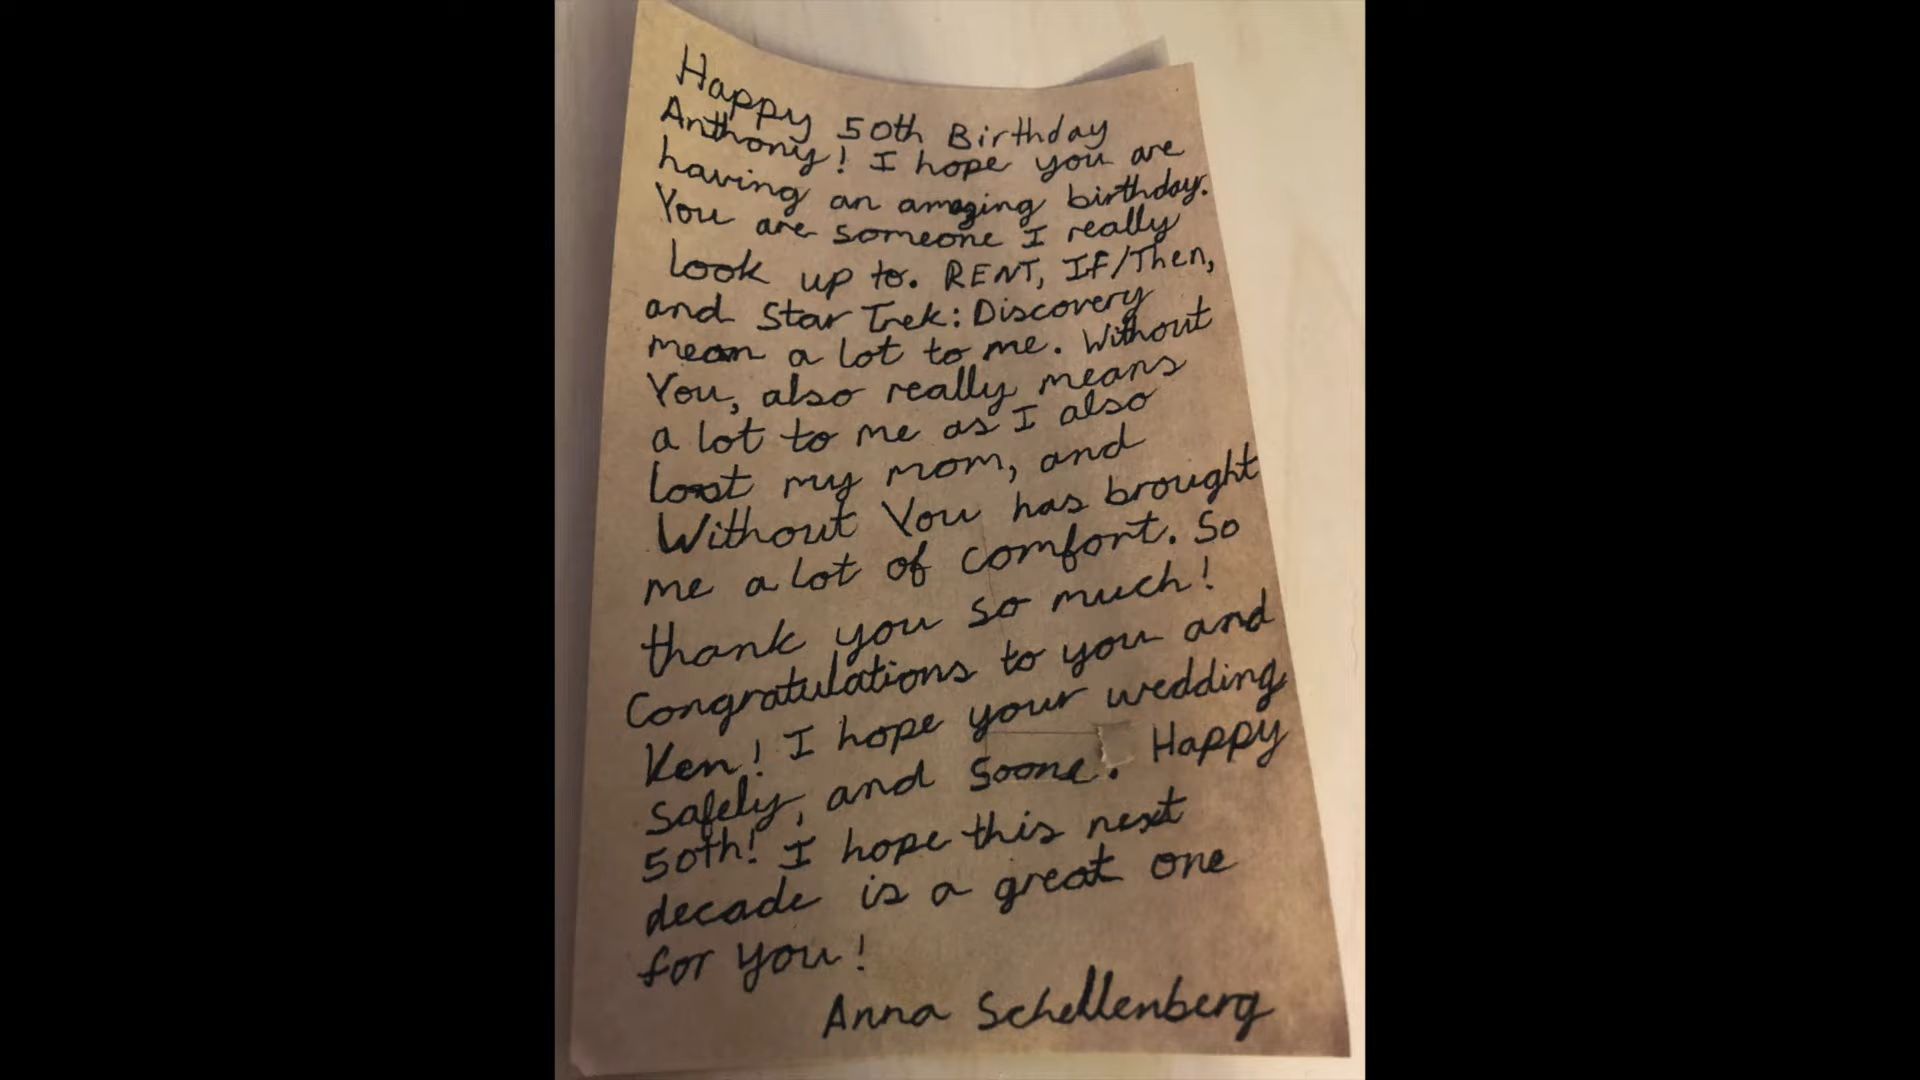 Happy 50th Birthday
Anthony! I hope you are
having an amazing birthday.
You are someone I really
look up to. RENT, If/Then,
and Star Trek: Discovery
mean a lot to me. Without
You, also really means
a lot to me as I also
lost my mom, and
Without You has brought
me a lot of comfort. So
thank you so much!
Congratulations to you and
Ken! I hope your wedding
safely, and soone. Happy
50th! I hope this next
decade is a great one
for you!
Anna Schellenberg